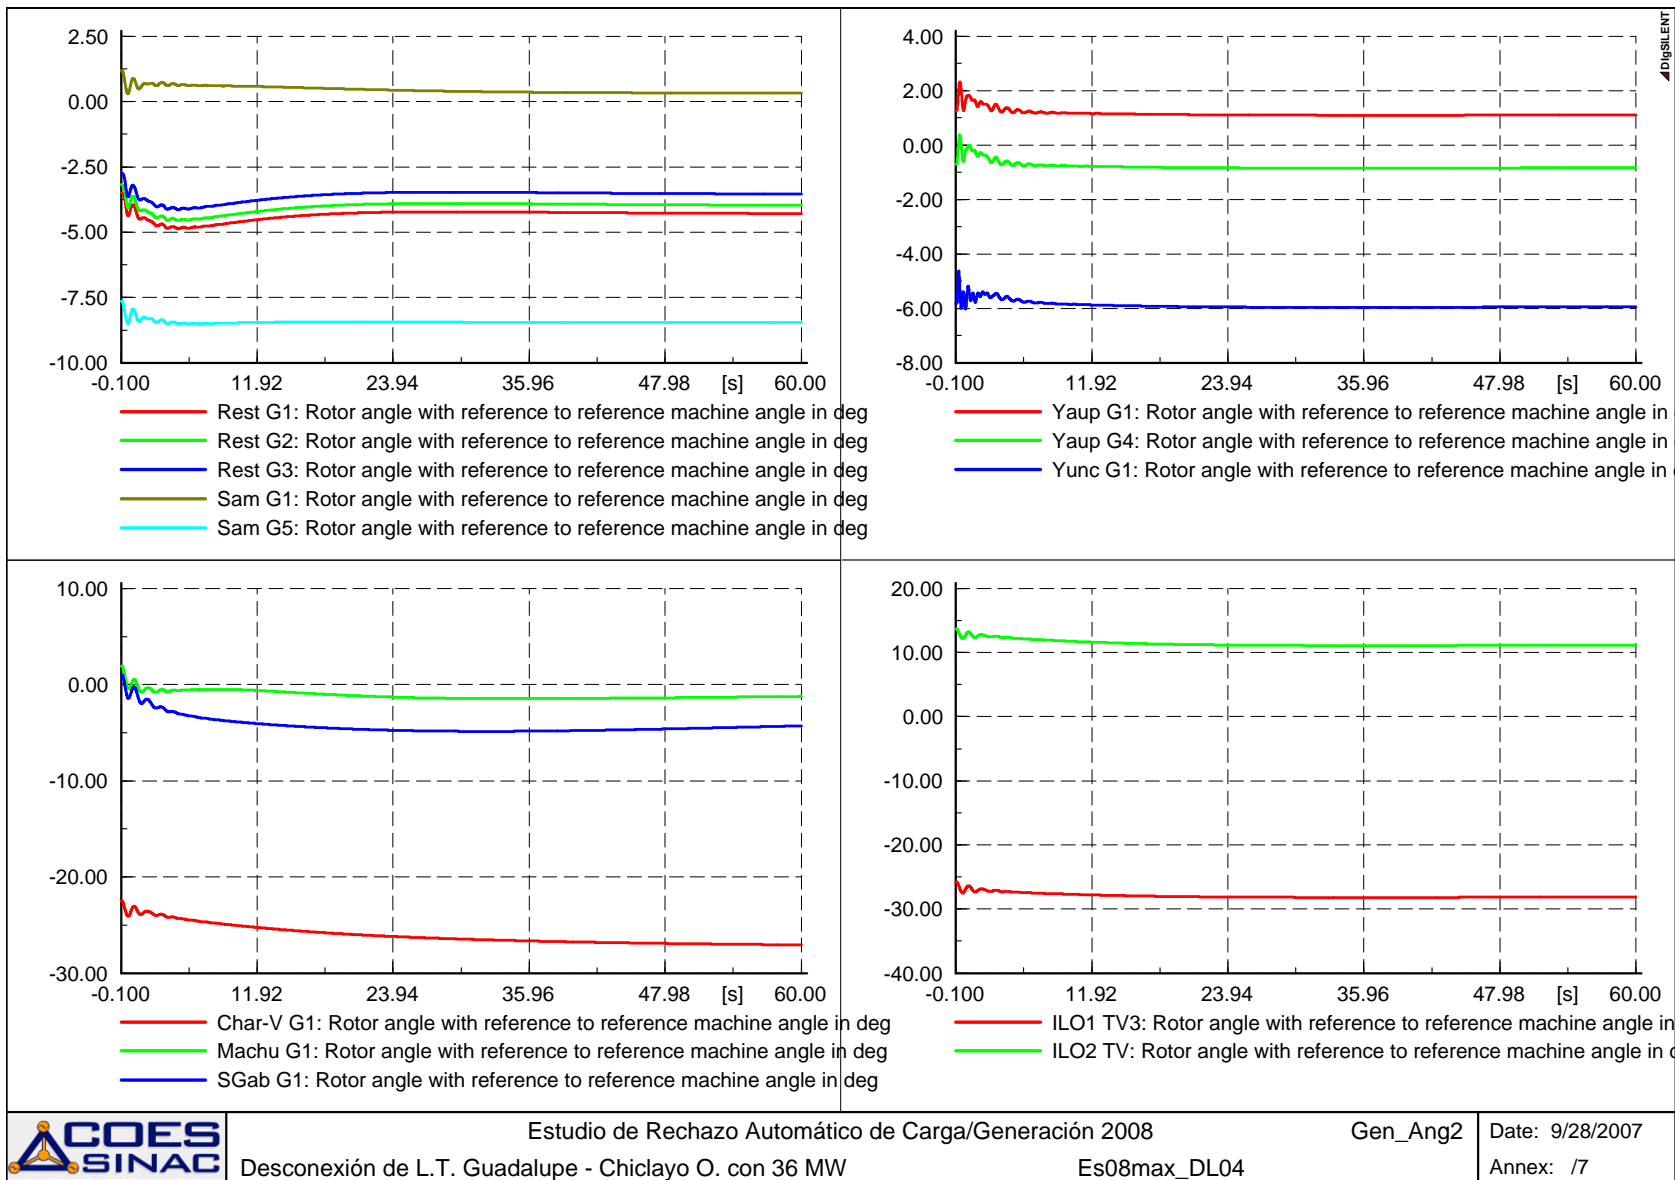 2.50
0.00
-2.50
-5.00
-7.50
-10.00
-0.100 11.92 23.94 35.96 47.98 [s] 60.00
Rest G1: Rotor angle with reference to reference machine angle in deg
Rest G2: Rotor angle with reference to reference machine angle in deg
Rest G3: Rotor angle with reference to reference machine angle in deg
Sam G1: Rotor angle with reference to reference machine angle in deg
Sam G5: Rotor angle with reference to reference machine angle in deg
4.00
2.00
0.00
-2.00
-4.00
-6.00
-8.00
-0.100 11.92 23.94 35.96 47.98 [s] 60.00
Yaup G1: Rotor angle with reference to reference machine angle in
Yaup G4: Rotor angle with reference to reference machine angle in
Yunc G1: Rotor angle with reference to reference machine angle in
DIgSILENT
10.00
0.00
-10.00
-20.00
-30.00
-0.100 11.92 23.94 35.96 47.98 [s] 60.00
Char-V G1: Rotor angle with reference to reference machine angle in deg
Machu G1: Rotor angle with reference to reference machine angle in deg
SGab G1: Rotor angle with reference to reference machine angle in deg
20.00
10.00
0.00
-10.00
-20.00
-30.00
-40.00
-0.100 11.92 23.94 35.96 47.98 [s] 60.00
ILO1 TV3: Rotor angle with reference to reference machine angle in
ILO2 TV: Rotor angle with reference to reference machine angle in
COES
SINAC
Estudio de Rechazo Automático de Carga/Generación 2008 Gen_Ang2
Desconexión de L.T. Guadalupe - Chiclayo O. con 36 MW Es08max_DL04
Date: 9/28/2007
Annex: /7